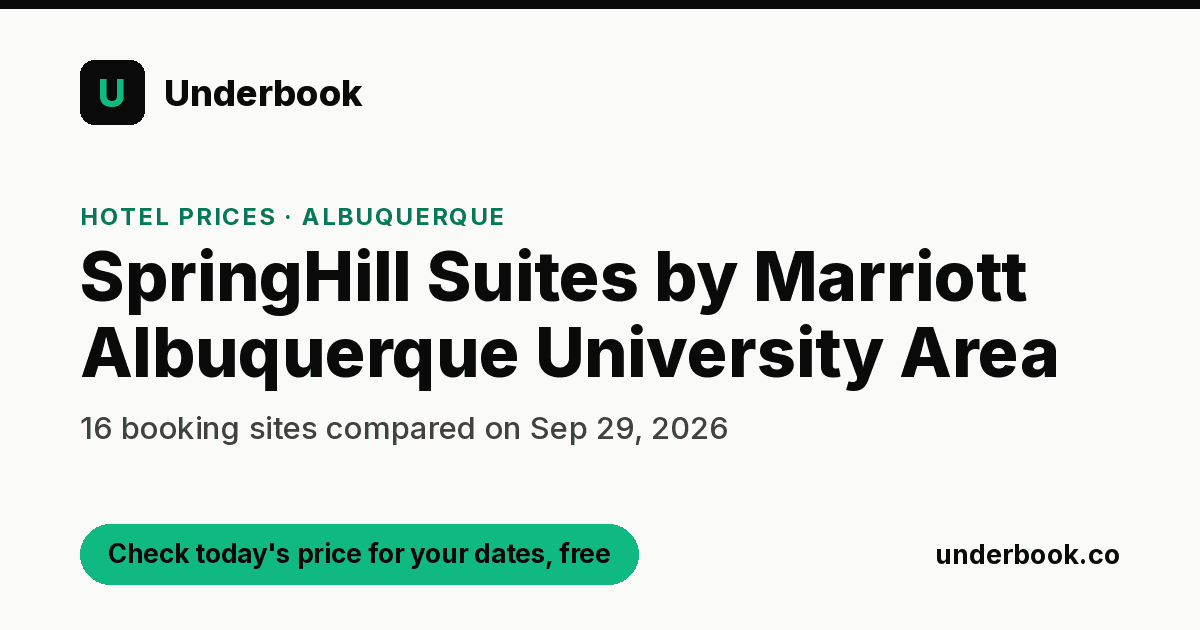 U Underbook
HOTEL PRICES · ALBUQUERQUE
SpringHill Suites by Marriott
Albuquerque University Area
16 booking sites compared on Sep 29, 2026
Check today's price for your dates, free
underbook.co